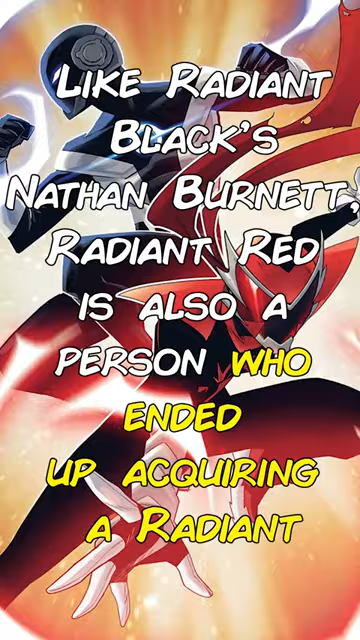 Like Radiant
Black's
Nathan Burnett,
Radiant Red
is also a
person who
ended
up acquiring
a Radiant